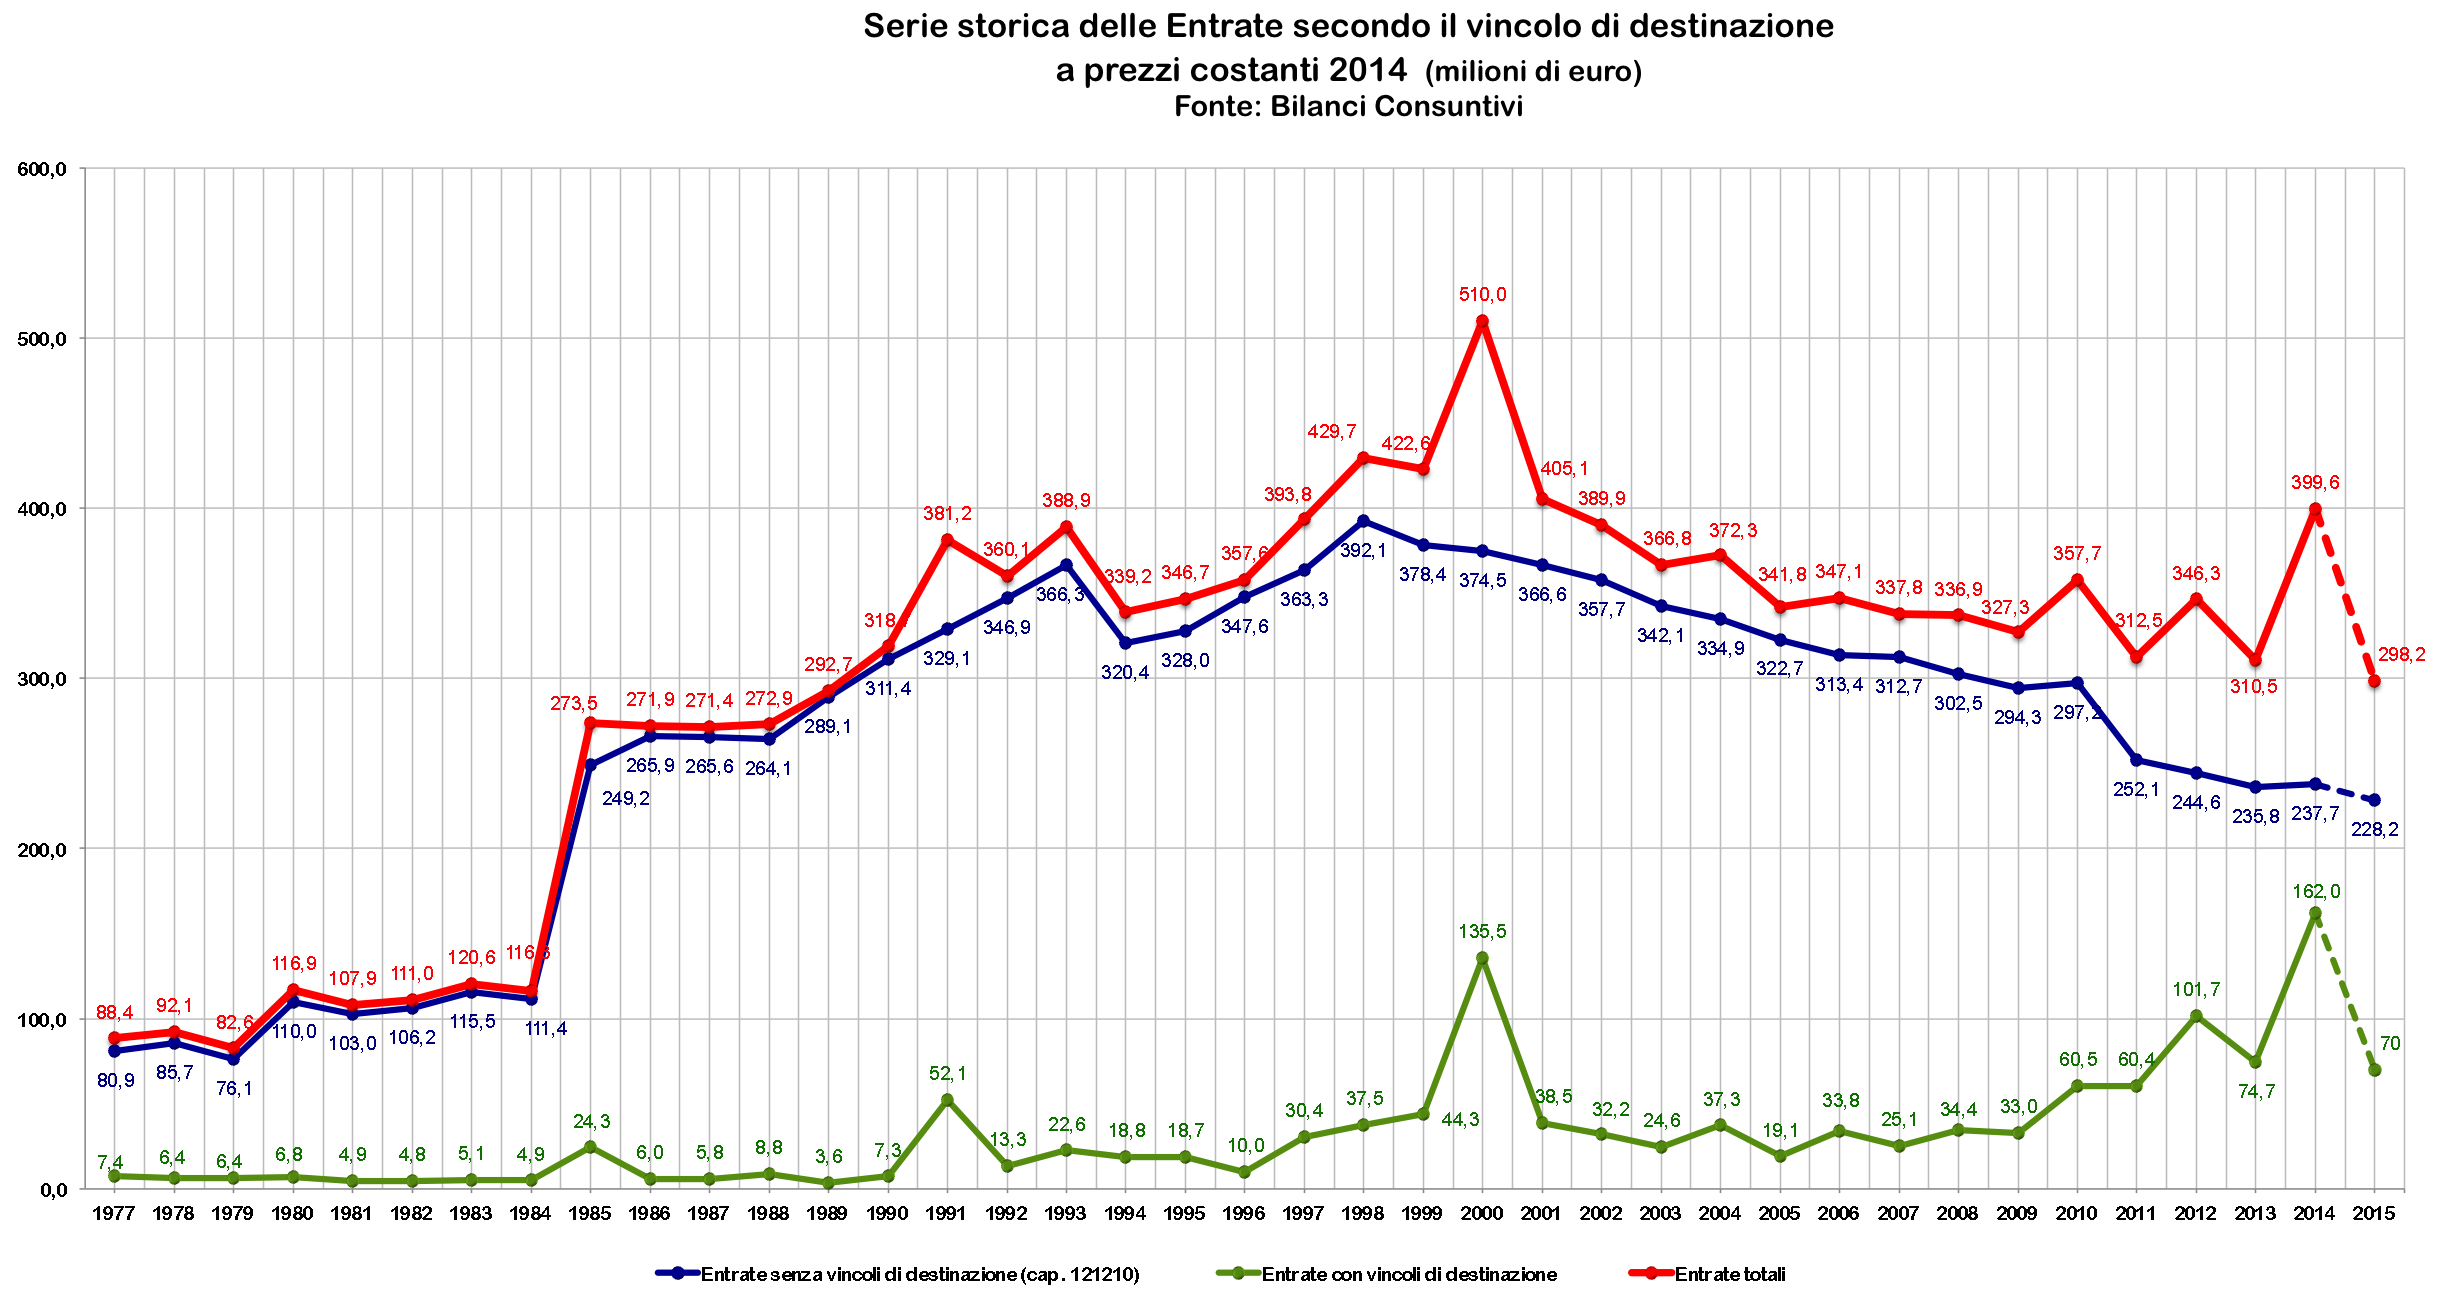 Serie storica delle Entrate secondo il vincolo di destinazione
a prezzi costanti 2014 (milioni di euro)
Fonte: Bilanci Consuntivi
600,0
500,0
400,0
300,0
200,0
100,0
0,0
88,4 92,1 82,6 116,9 107,9 111,0 120,6 273,5 271,9 271,4 272,9 292,7 381,2 360,1 388,9 339,2 346,7 357,6 393,8 429,7 422,6 510,0 405,1 389,9 366,8 372,3 341,8 347,1 337,8 336,9 327,3 357,7 312,5 346,3 310,5 399,6 298,2
80,9 85,7 76,1 110,0 103,0 106,2 115,5 111,4 249,2 265,9 265,6 264,1 289,1 311,4 329,1 346,9 366,3 320,4 328,0 347,6 363,3 392,1 378,4 374,5 366,6 357,7 342,1 334,9 322,7 313,4 312,7 302,5 294,3 297,2 252,1 244,6 235,8 237,7 228,2
7,4 6,4 6,4 6,8 4,9 4,8 5,1 4,9 24,3 6,0 5,8 8,8 3,6 7,3 52,1 13,3 22,6 18,8 18,7 10,0 30,4 37,5 44,3 135,5 38,5 32,2 24,6 37,3 19,1 33,8 25,1 34,4 33,0 60,5 60,4 101,7 74,7 162,0 70
1977 1978 1979 1980 1981 1982 1983 1984 1985 1986 1987 1988 1989 1990 1991 1992 1993 1994 1995 1996 1997 1998 1999 2000 2001 2002 2003 2004 2005 2006 2007 2008 2009 2010 2011 2012 2013 2014 2015
Entrate senza vincoli di destinazione (cap. 121210) Entrate con vincoli di destinazione Entrate totali